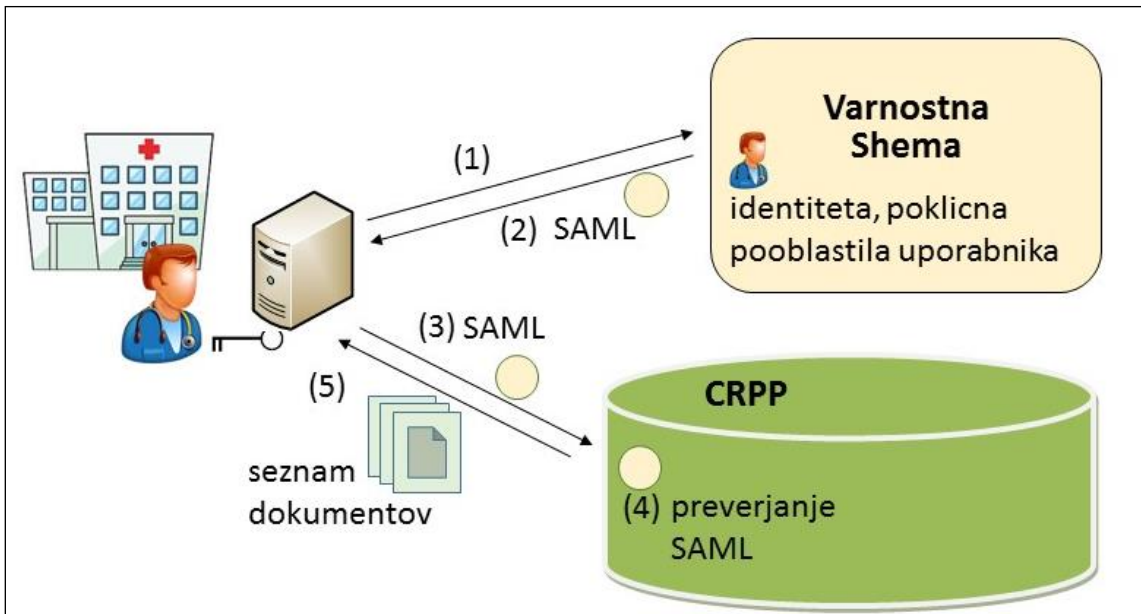 Varnostna
Shema
identiteta, poklicna
pooblastila uporabnika
(1)
(2) SAML
(3) SAML
(5)
seznam
dokumentov
CRPP
(4) preverjanje
SAML